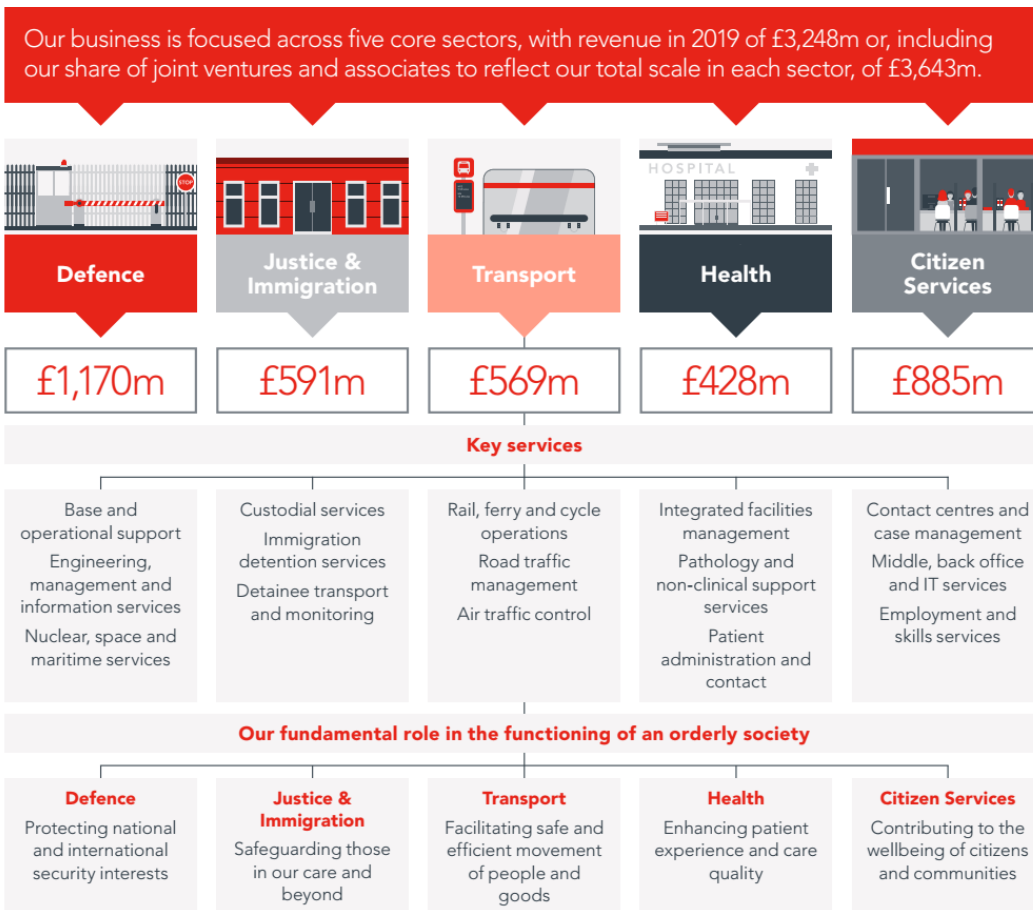 Our business is focused across five core sectors, with revenue in 2019 of £3,248m or, including
our share of joint ventures and associates to reflect our total scale in each sector, of £3,643m.
STOP
HOSPITAL
Defence
Justice &
Immigration
Transport
Health
Citizen
Services
£1,170m
£591m
£569m
£428m
£885m
Key services
Base and
operational support
Engineering,
management and
information services
Nuclear, space and
maritime services
Custodial services
Immigration
detention services
Detainee transport
and monitoring
Rail, ferry and cycle
operations
Road traffic
management
Air traffic control
Integrated facilities
management
Pathology and
non-clinical support
services
Patient
administration and
contact
Contact centres and
case management
Middle, back office
and IT services
Employment and
skills services
Our fundamental role in the functioning of an orderly society
Defence
Protecting national
and international
security interests
Justice &
Immigration
Safeguarding those
in our care and
beyond
Transport
Facilitating safe and
efficient movement
of people and
goods
Health
Enhancing patient
experience and care
quality
Citizen Services
Contributing to the
wellbeing of citizens
and communities